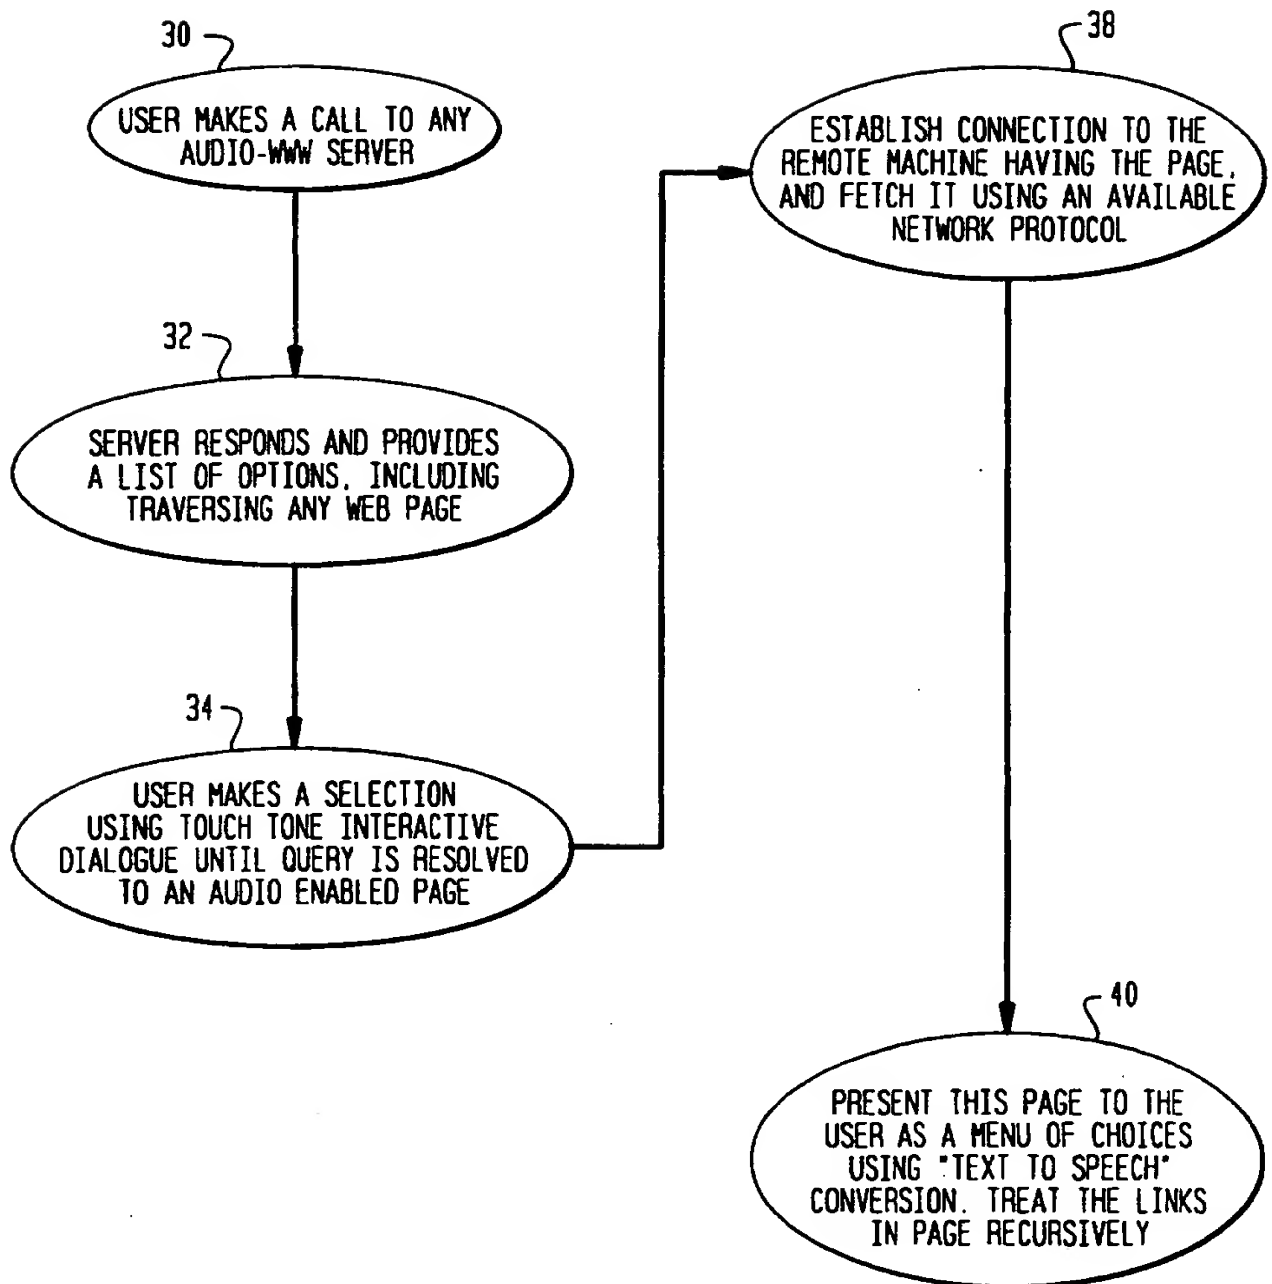 30
USER MAKES A CALL TO ANY
AUDIO-WWW SERVER
32
SERVER RESPONDS AND PROVIDES
A LIST OF OPTIONS, INCLUDING
TRAVERSING ANY WEB PAGE
34
USER MAKES A SELECTION
USING TOUCH TONE INTERACTIVE
DIALOGUE UNTIL QUERY IS RESOLVED
TO AN AUDIO ENABLED PAGE
38
ESTABLISH CONNECTION TO THE
REMOTE MACHINE HAVING THE PAGE,
AND FETCH IT USING AN AVAILABLE
NETWORK PROTOCOL
40
PRESENT THIS PAGE TO THE
USER AS A MENU OF CHOICES
USING "TEXT TO SPEECH"
CONVERSION. TREAT THE LINKS
IN PAGE RECURSIVELY